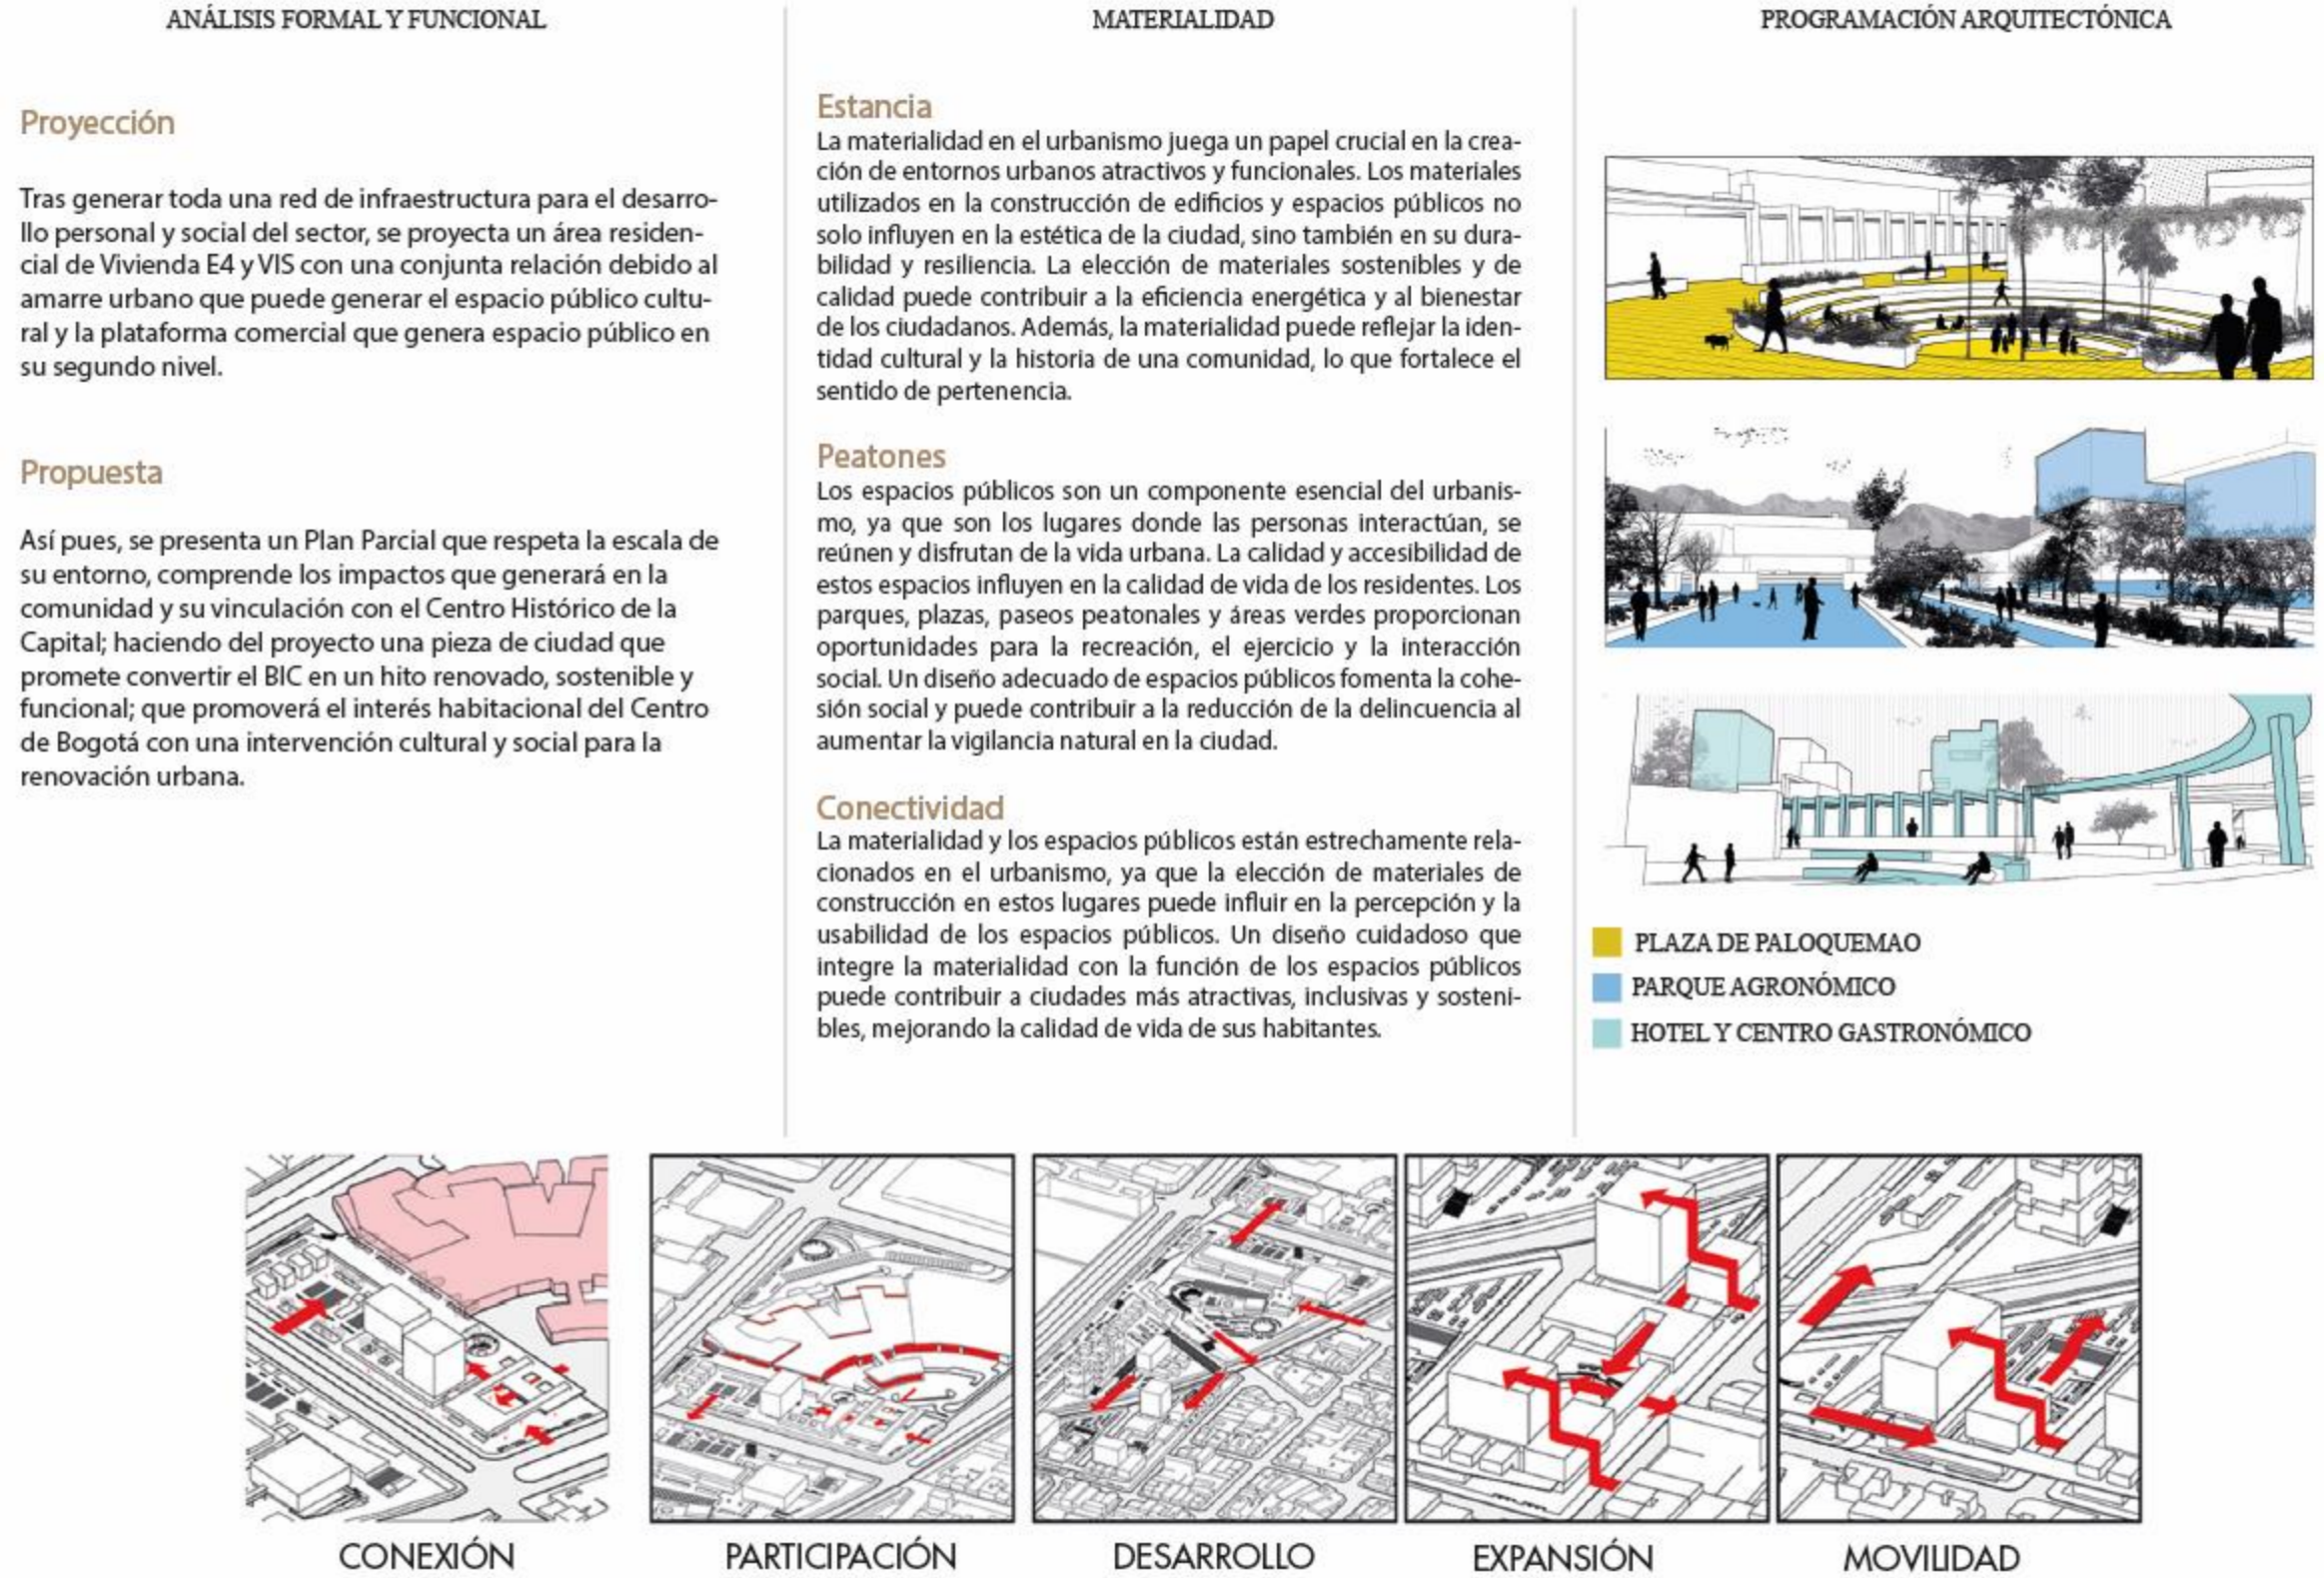 ANÁLISIS FORMAL Y FUNCIONAL
Proyección
Tras generar toda una red de infraestructura para el desarro-
llo personal y social del sector, se proyecta un área residen-
cial de Vivienda E4 y VIS con una conjunta relación debido al
amarre urbano que puede generar el espacio público cultu-
ral y la plataforma comercial que genera espacio público en
su segundo nivel.
Propuesta
Así pues, se presenta un Plan Parcial que respeta la escala de
su entorno, comprende los impactos que generará en la
comunidad y su vinculación con el Centro Histórico de la
Capital; haciendo del proyecto una pieza de ciudad que
promete convertir el BIC en un hito renovado, sostenible y
funcional; que promoverá el interés habitacional del Centro
de Bogotá con una intervención cultural y social para la
renovación urbana.
MATERIALIDAD
Estancia
La materialidad en el urbanismo juega un papel crucial en la crea-
ción de entornos urbanos atractivos y funcionales. Los materiales
utilizados en la construcción de edificios y espacios públicos no
solo influyen en la estética de la ciudad, sino también en su dura-
bilidad y resiliencia. La elección de materiales sostenibles y de
calidad puede contribuir a la eficiencia energética y al bienestar
de los ciudadanos. Además, la materialidad puede reflejar la iden-
tidad cultural y la historia de una comunidad, lo que fortalece el
sentido de pertenencia.
Peatones
Los espacios públicos son un componente esencial del urbanis-
mo, ya que son los lugares donde las personas interactúan, se
reúnen y disfrutan de la vida urbana. La calidad y accesibilidad de
estos espacios influyen en la calidad de vida de los residentes. Los
parques, plazas, paseos peatonales y áreas verdes proporcionan
oportunidades para la recreación, el ejercicio y la interacción
social. Un diseño adecuado de espacios públicos fomenta la cohe-
sión social y puede contribuir a la reducción de la delincuencia al
aumentar la vigilancia natural en la ciudad.
Conectividad
La materialidad y los espacios públicos están estrechamente rela-
cionados en el urbanismo, ya que la elección de materiales de
construcción en estos lugares puede influir en la percepción y la
usabilidad de los espacios públicos. Un diseño cuidadoso que
integre la materialidad con la función de los espacios públicos
puede contribuir a ciudades más atractivas, inclusivas y sosteni-
bles, mejorando la calidad de vida de sus habitantes.
PROGRAMACIÓN ARQUITECTÓNICA
PLAZA DE PALOQUEMAO
PARQUE AGRONÓMICO
HOTEL Y CENTRO GASTRONÓMICO
CONEXIÓN
PARTICIPACIÓN
DESARROLLO
EXPANSIÓN
MOVILIDAD